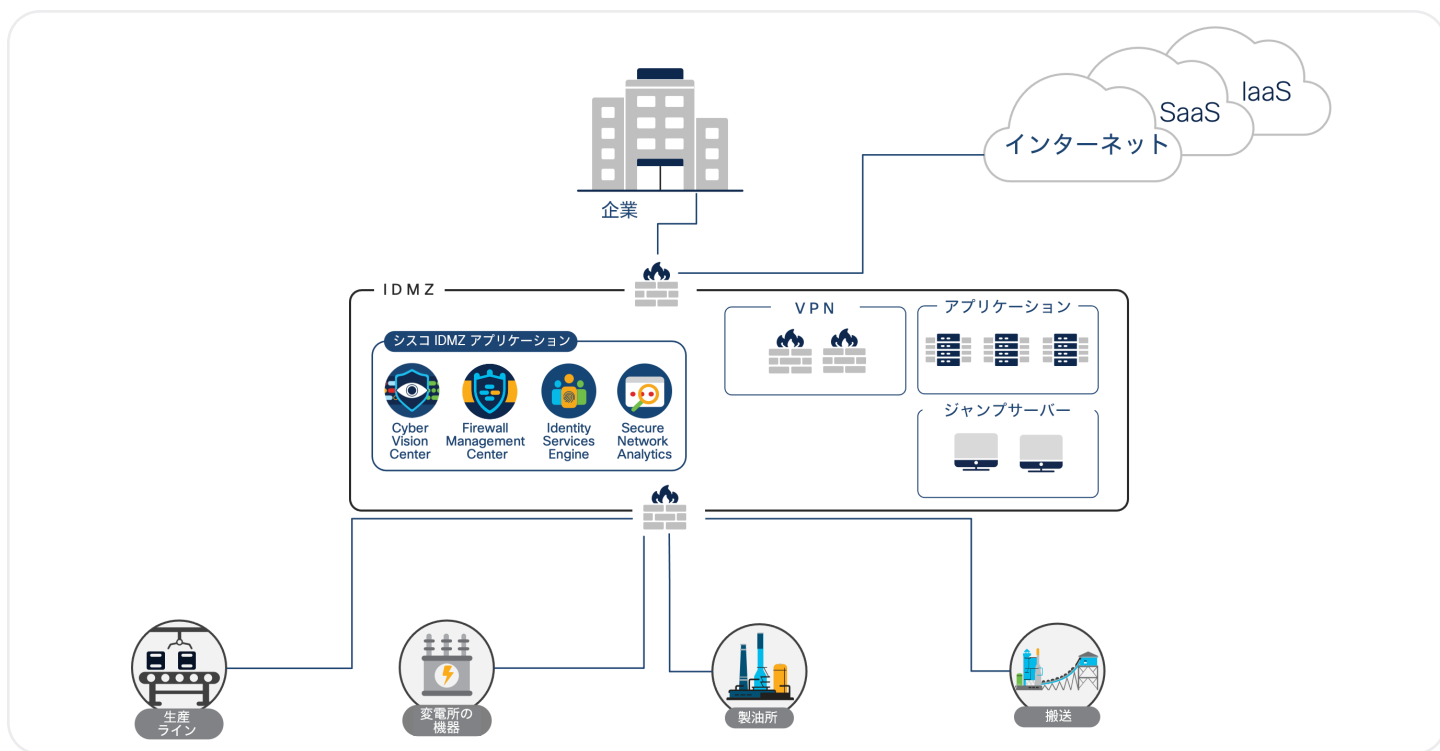 IaaS
SaaS
インターネット
企業
IDMZ
VPN
アプリケーション
シスコ IDMZ アプリケーション
Cyber
Vision
Center
Firewall
Management
Center
Identity
Services
Engine
Secure
Network
Analytics
ジャンプサーバー
生産
ライン
変電所の
機器
製油所
搬送